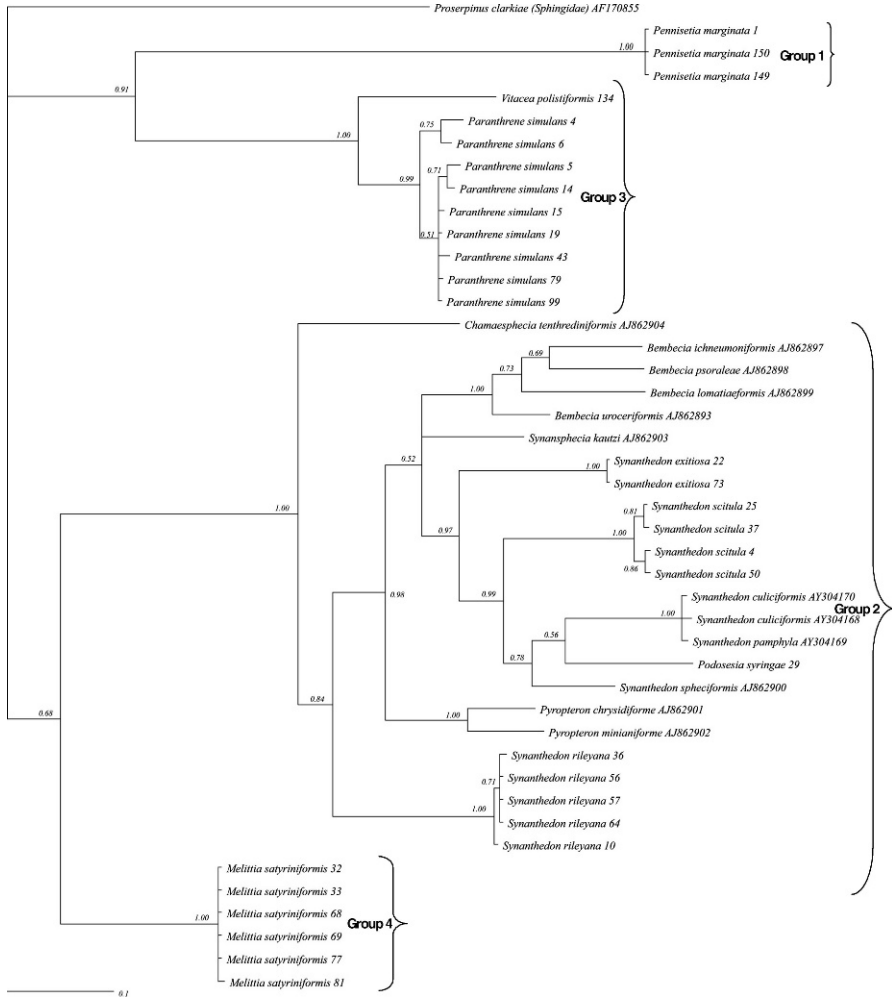 Proserpinus clarkiae (Sphingidae) AF170855
Pennisetia marginata 1
1.00
Pennisetia marginata 150
Group 1
Pennisetia marginata 149
0.91
Vitacea polistiformis 134
Paranthrene simulans 4
0.75
1.00
Paranthrene simulans 6
Paranthrene simulans 5
0.71
0.99
Paranthrene simulans 14
Group 3
Paranthrene simulans 15
0.51
Paranthrene simulans 19
Paranthrene simulans 43
Paranthrene simulans 79
Paranthrene simulans 99
Chamaesphecia tenthrediniformis AJ862904
Bembecia ichneumoniformis AJ862897
0.69
0.73
Bembecia psoraleae AJ862898
1.00
Bembecia lomatiaeformis AJ862899
Bembecia uroceriformis AJ862893
Synansphecia kautzi AJ862903
0.52
Synanthedon exitiosa 22
1.00
Synanthedon exitiosa 73
Synanthedon scitula 25
0.81
1.00
0.97
Synanthedon scitula 37
1.00
Synanthedon scitula 4
0.86
Synanthedon scitula 50
0.98
0.99
Synanthedon culiciformis AY304170
Group 2
1.00
Synanthedon culiciformis AY304168
0.56
Synanthedon pamphyla AY304169
0.78
Podosesia syringae 29
Synanthedon spheciformis AJ862900
0.84
Pyropteron chrysidiforme AJ862901
0.68
1.00
Pyropteron minianiforme AJ862902
Synanthedon rileyana 36
0.71
Synanthedon rileyana 56
Synanthedon rileyana 57
1.00
Synanthedon rileyana 64
Synanthedon rileyana 10
Melittia satyriniformis 32
Melittia satyriniformis 33
1.00
Melittia satyriniformis 68
Group 4
Melittia satyriniformis 69
Melittia satyriniformis 77
Melittia satyriniformis 81
0.1